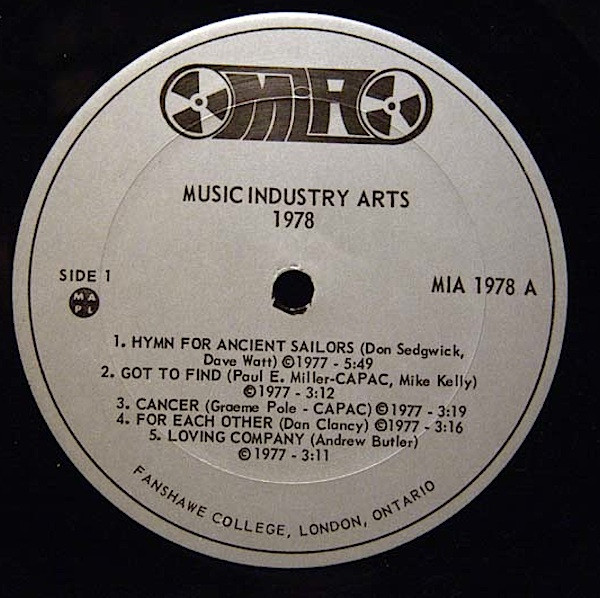 M·A
MUSIC INDUSTRY ARTS
1978
SIDE 1
MA
PL
MIA 1978 A
1. HYMN FOR ANCIENT SAILORS (Don Sedgwick,
Dave Watt) ©1977 - 5:49
2. GOT TO FIND (Paul E. Miller-CAPAC, Mike Kelly)
©1977 - 3:12
3. CANCER (Graeme Pole - CAPAC) ©1977 - 3:19
4. FOR EACH OTHER (Dan Clancy) ©1977 - 3:16
5. LOVING COMPANY (Andrew Butler)
©1977 - 3:11
FANSHAWE COLLEGE, LONDON, ONTARIO